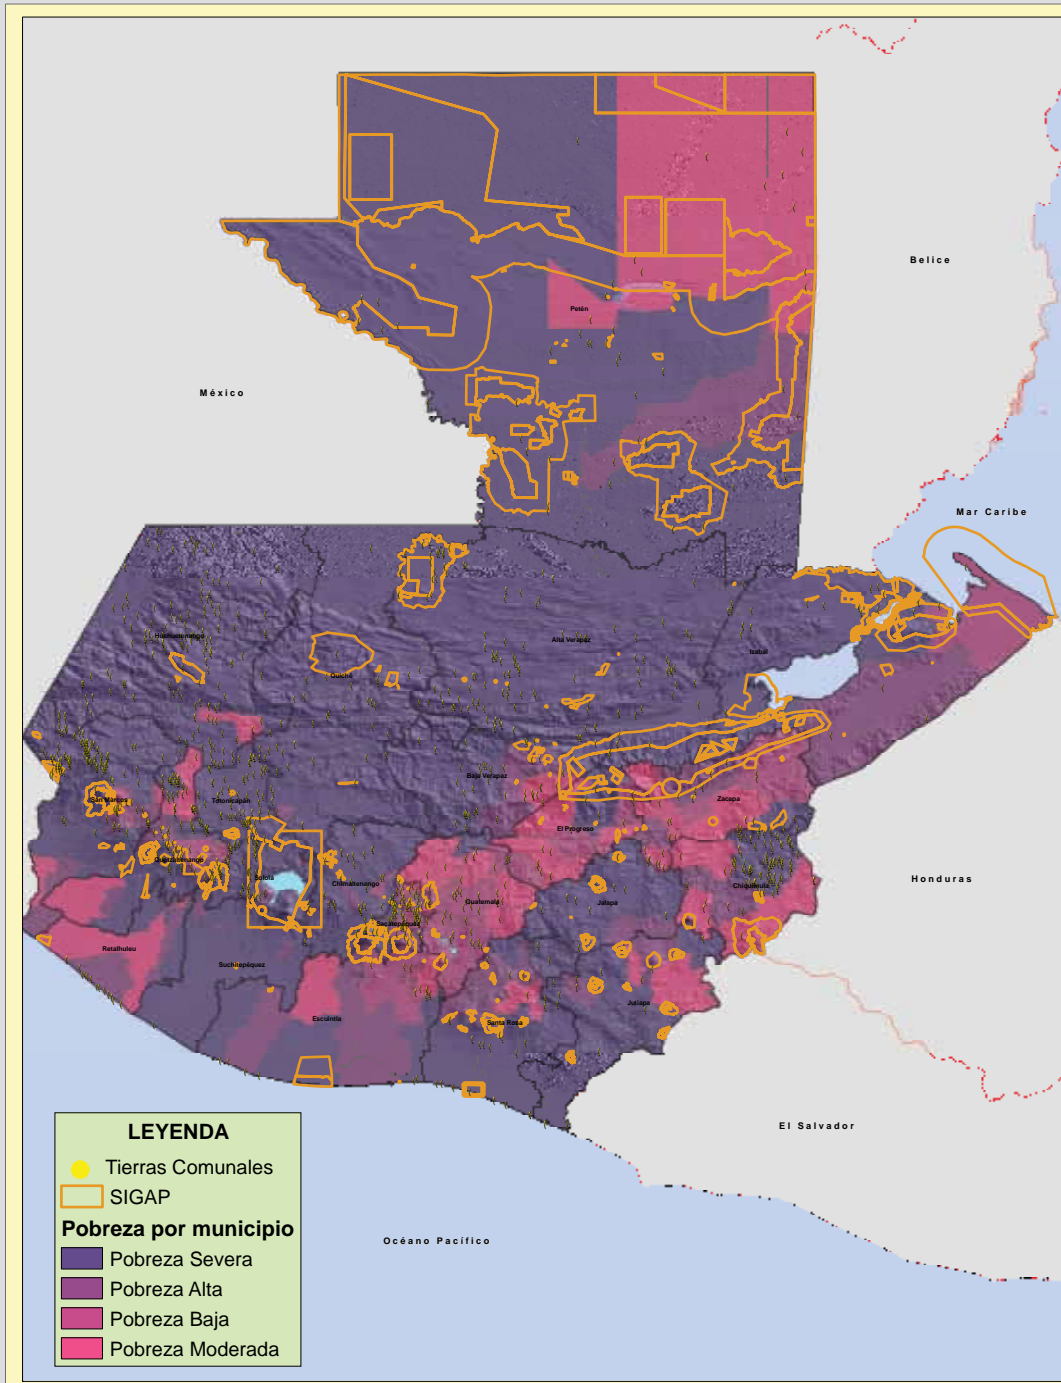 Belice
Petén
México
Mar Caribe
Huehuetenango
Alta Verapaz
Izabal
Quiché
Baja Verapaz
San Marcos
Totonicapán
Zacapa
El Progreso
Quetzaltenango
Sololá
Chimaltenango
Chiquimula
Honduras
Guatemala
Jalapa
Sacatepéquez
Retalhuleu
Suchitepéquez
Jutiapa
Escuintla
Santa Rosa
El Salvador
Océano Pacífico
LEYENDA
Tierras Comunales
SIGAP
Pobreza por municipio
Pobreza Severa
Pobreza Alta
Pobreza Baja
Pobreza Moderada